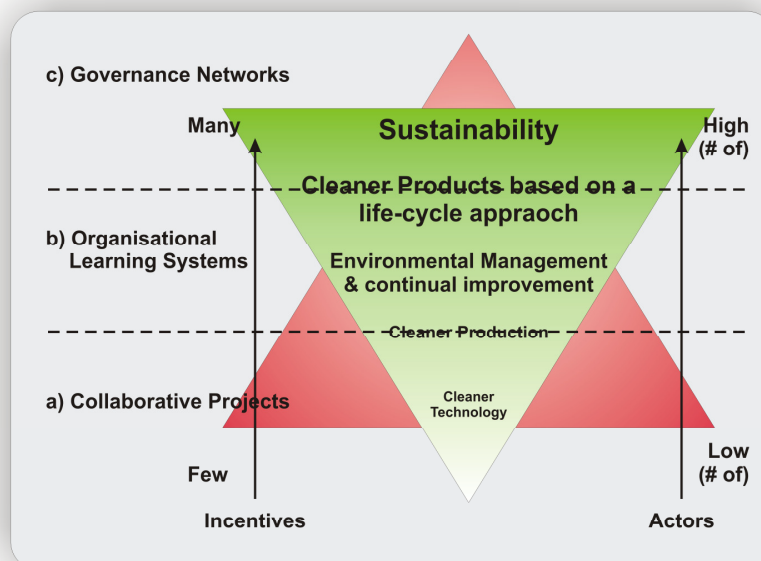 c) Governance Networks
Many
Sustainability
High
(# of)
Cleaner Products based on a
life-cycle appraoch
b) Organisational
Learning Systems
Environmental Management
& continual improvement
Cleaner Production
a) Collaborative Projects
Cleaner
Technology
Few
Low
(# of)
Incentives
Actors